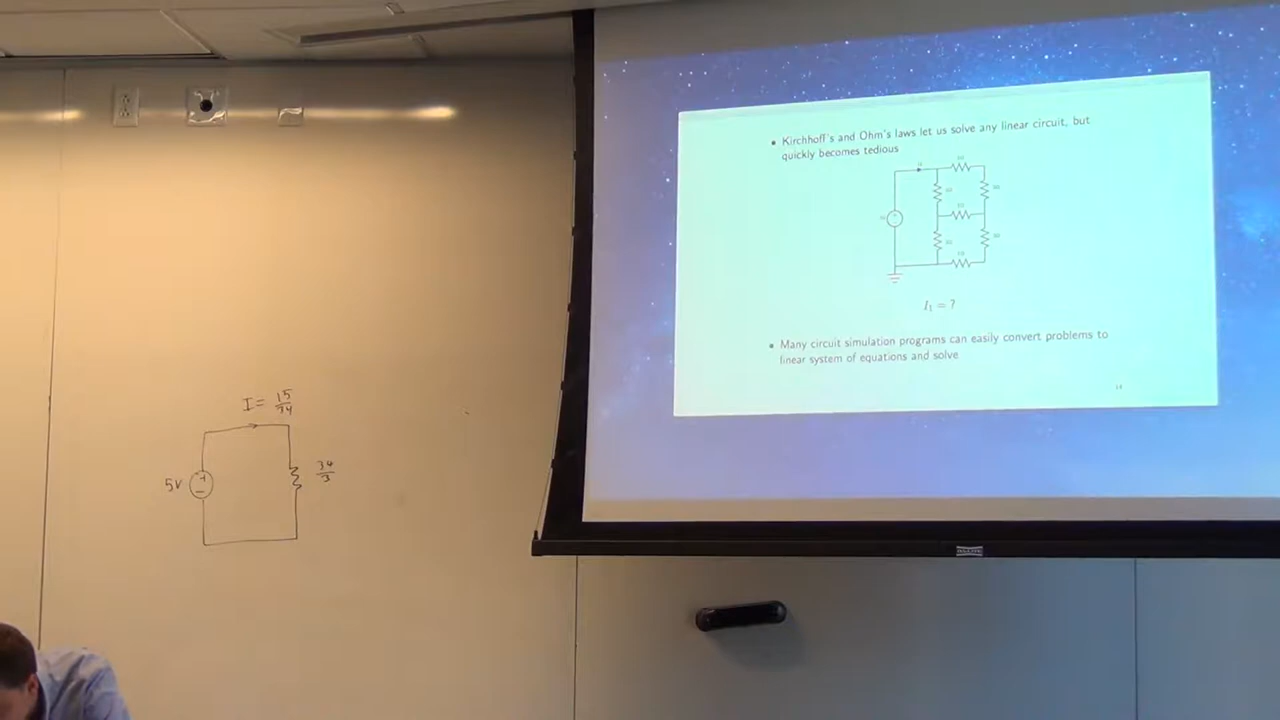 I = 15/34
5V
+
−
34/3
• Kirchhoff's and Ohm's laws let us solve any linear circuit, but
quickly becomes tedious
I₁ = ?
• Many circuit simulation programs can easily convert problems to
linear system of equations and solve